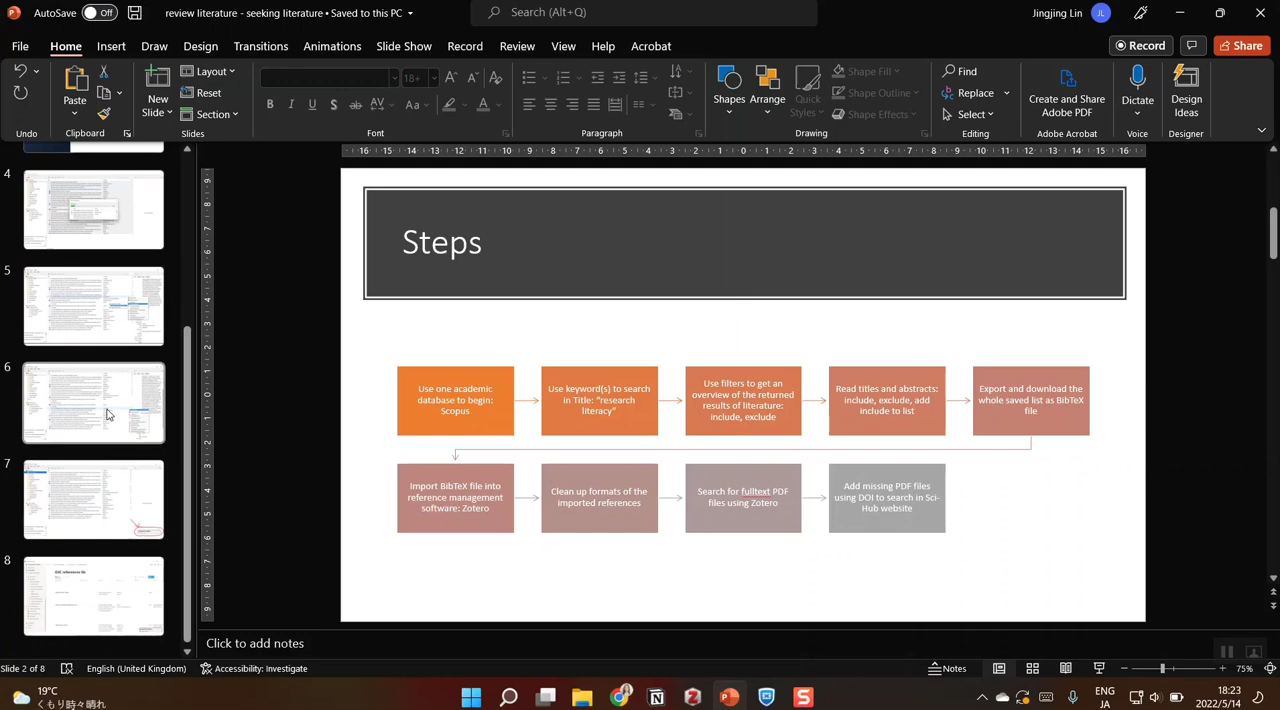 AutoSave Off
review literature - seeking literature • Saved to this PC
Search (Alt+Q)
Jingjing Lin
JL
File Home Insert Draw Design Transitions Animations Slide Show Record Review View Help Acrobat
Record
Share
Paste
New
Slide
Layout
Reset
Section
18+
Shapes
Arrange
Quick
Styles
Shape Fill
Shape Outline
Shape Effects
Find
Replace
Select
Create and Share
Adobe PDF
Dictate
Design
Ideas
Undo
Clipboard
Slides
Font
Paragraph
Drawing
Editing
Adobe Acrobat
Voice
Designer
4
5
6
7
8
Steps
Use one academic
database to begin:
Scopus
Use keyword(s) to search
in Title: “research
literacy”
Use filters to get an
overview of the returned
results of literature:
include, exclude
Read titles and abstracts:
include, exclude, add
include to list
Export and download the
whole saved list as BibTeX
file
Import BibTeX file into
reference management
software: Zotero
Clean up formats of the
imported references
Search for fulltext PDF
files using Zotero
Add missing PDF files
using DOI to search in Sci-
Hub website
Click to add notes
Slide 2 of 8
English (United Kingdom)
Accessibility: Investigate
Notes
75%
19°C
くもり時々晴れ
ENG
JA
18:23
2022/5/14